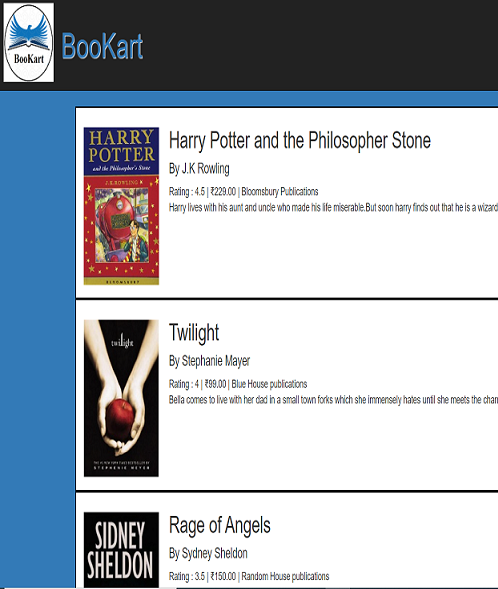 BooKart
BooKart
HARRY
POTTER
and the Philosopher's Stone
J.K.ROWLING
BLOOMSBURY
Harry Potter and the Philosopher Stone
By J.K Rowling
Rating : 4.5 | ₹229.00 | Bloomsbury Publications
Harry lives with his aunt and uncle who made his life miserable.But soon harry finds out that he is a wizard
twilight
STEPHENIE MEYER
Twilight
By Stephanie Mayer
Rating : 4 | ₹99.00 | Blue House publications
Bella comes to live with her dad in a small town forks which she immensely hates until she meets the
SIDNEY
SHELDON
Rage of Angels
By Sydney Sheldon
Rating : 3.5 | ₹150.00 | Random House publications